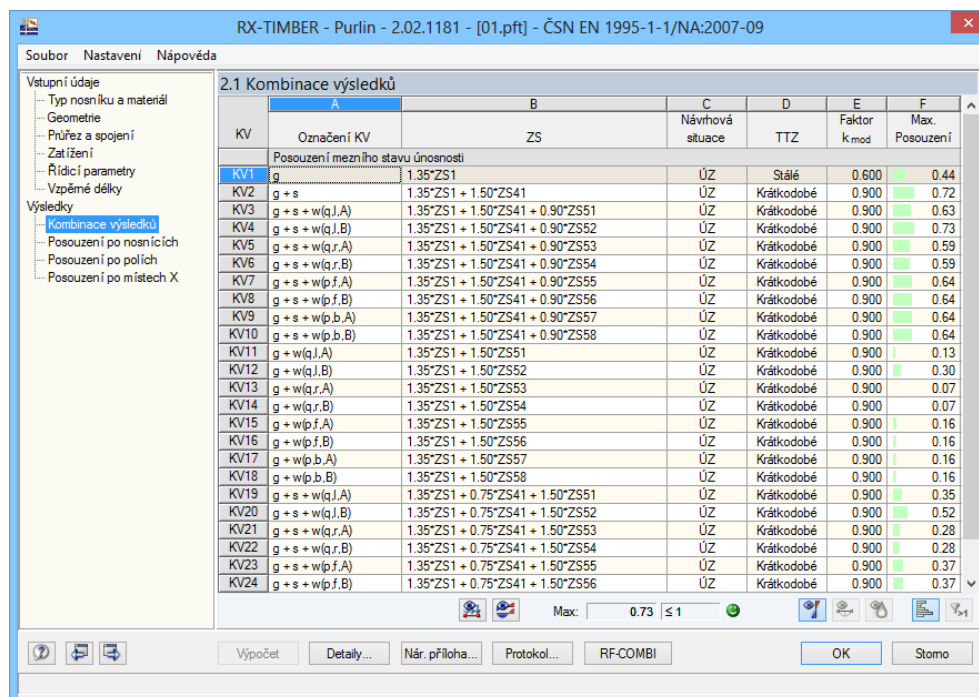 RX-TIMBER - Purlin - 2.02.1181 - [01.pft] - ČSN EN 1995-1-1/NA:2007-09
Soubor Nastavení Nápověda
Vstupní údaje
Typ nosníku a materiál
Geometrie
Průřez a spojení
Zatížení
Řídicí parametry
Vzpěrné délky
Výsledky
Kombinace výsledků
Posouzení po nosnících
Posouzení po polích
Posouzení po místech X
2.1 Kombinace výsledků
A B C D E F
Návrhová Faktor Max.
KV Označení KV ZS situace TTZ k mod Posouzení
Posouzení mezního stavu únosnosti
KV1 g 1.35*ZS1 ÚZ Stálé 0.600 0.44
KV2 g + s 1.35*ZS1 + 1.50*ZS41 ÚZ Krátkodobé 0.900 0.72
KV3 g + s + w(q,l,A) 1.35*ZS1 + 1.50*ZS41 + 0.90*ZS51 ÚZ Krátkodobé 0.900 0.63
KV4 g + s + w(q,l,B) 1.35*ZS1 + 1.50*ZS41 + 0.90*ZS52 ÚZ Krátkodobé 0.900 0.73
KV5 g + s + w(q,r,A) 1.35*ZS1 + 1.50*ZS41 + 0.90*ZS53 ÚZ Krátkodobé 0.900 0.59
KV6 g + s + w(q,r,B) 1.35*ZS1 + 1.50*ZS41 + 0.90*ZS54 ÚZ Krátkodobé 0.900 0.59
KV7 g + s + w(p,f,A) 1.35*ZS1 + 1.50*ZS41 + 0.90*ZS55 ÚZ Krátkodobé 0.900 0.64
KV8 g + s + w(p,f,B) 1.35*ZS1 + 1.50*ZS41 + 0.90*ZS56 ÚZ Krátkodobé 0.900 0.64
KV9 g + s + w(p,b,A) 1.35*ZS1 + 1.50*ZS41 + 0.90*ZS57 ÚZ Krátkodobé 0.900 0.64
KV10 g + s + w(p,b,B) 1.35*ZS1 + 1.50*ZS41 + 0.90*ZS58 ÚZ Krátkodobé 0.900 0.64
KV11 g + w(q,l,A) 1.35*ZS1 + 1.50*ZS51 ÚZ Krátkodobé 0.900 0.13
KV12 g + w(q,l,B) 1.35*ZS1 + 1.50*ZS52 ÚZ Krátkodobé 0.900 0.30
KV13 g + w(q,r,A) 1.35*ZS1 + 1.50*ZS53 ÚZ Krátkodobé 0.900 0.07
KV14 g + w(q,r,B) 1.35*ZS1 + 1.50*ZS54 ÚZ Krátkodobé 0.900 0.07
KV15 g + w(p,f,A) 1.35*ZS1 + 1.50*ZS55 ÚZ Krátkodobé 0.900 0.16
KV16 g + w(p,f,B) 1.35*ZS1 + 1.50*ZS56 ÚZ Krátkodobé 0.900 0.16
KV17 g + w(p,b,A) 1.35*ZS1 + 1.50*ZS57 ÚZ Krátkodobé 0.900 0.16
KV18 g + w(p,b,B) 1.35*ZS1 + 1.50*ZS58 ÚZ Krátkodobé 0.900 0.16
KV19 g + s + w(q,l,A) 1.35*ZS1 + 0.75*ZS41 + 1.50*ZS51 ÚZ Krátkodobé 0.900 0.35
KV20 g + s + w(q,l,B) 1.35*ZS1 + 0.75*ZS41 + 1.50*ZS52 ÚZ Krátkodobé 0.900 0.52
KV21 g + s + w(q,r,A) 1.35*ZS1 + 0.75*ZS41 + 1.50*ZS53 ÚZ Krátkodobé 0.900 0.28
KV22 g + s + w(q,r,B) 1.35*ZS1 + 0.75*ZS41 + 1.50*ZS54 ÚZ Krátkodobé 0.900 0.28
KV23 g + s + w(p,f,A) 1.35*ZS1 + 0.75*ZS41 + 1.50*ZS55 ÚZ Krátkodobé 0.900 0.37
KV24 g + s + w(p,f,B) 1.35*ZS1 + 0.75*ZS41 + 1.50*ZS56 ÚZ Krátkodobé 0.900 0.37
Max: 0.73 ≤ 1 >1
Výpočet Detaily... Nár. příloha... Protokol... RF-COMBI OK Storno